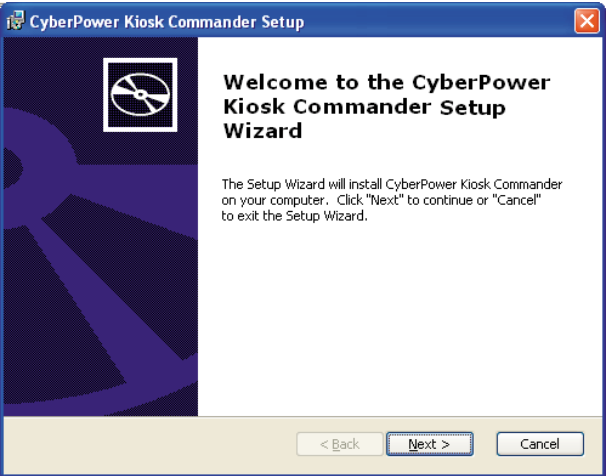 CyberPower Kiosk Commander Setup
Welcome to the CyberPower
Kiosk Commander Setup
Wizard
The Setup Wizard will install CyberPower Kiosk Commander
on your computer.  Click "Next" to continue or "Cancel"
to exit the Setup Wizard.
< Back Next > Cancel